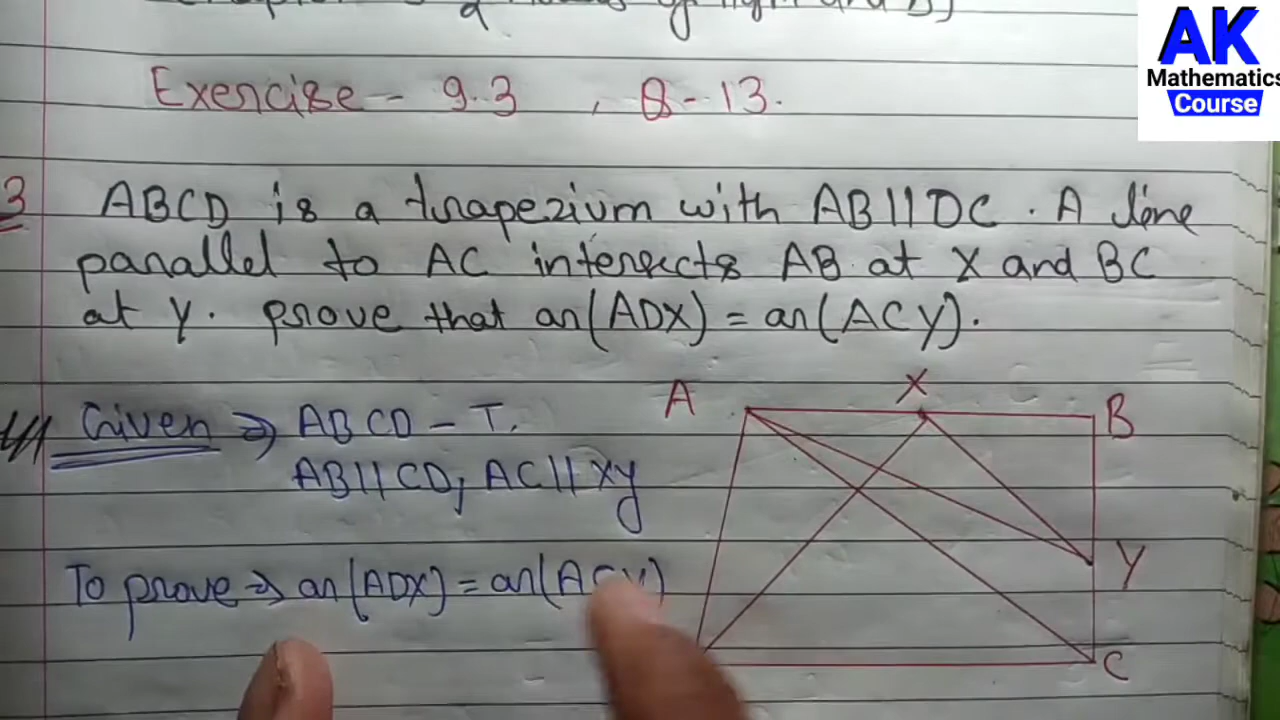 Exercise - 9.3 , Q - 13.
AK
Mathematics
Course
3 ABCD is a trapezium with AB || DC . A line
parallel to AC intersects AB at X and BC
at Y. prove that ar(ADX) = ar(ACY).
Given ⇒ ABCD - T.
AB || CD, AC || XY
To prove ⇒ ar(ADX) = ar(ACY)
A X B
Y
C